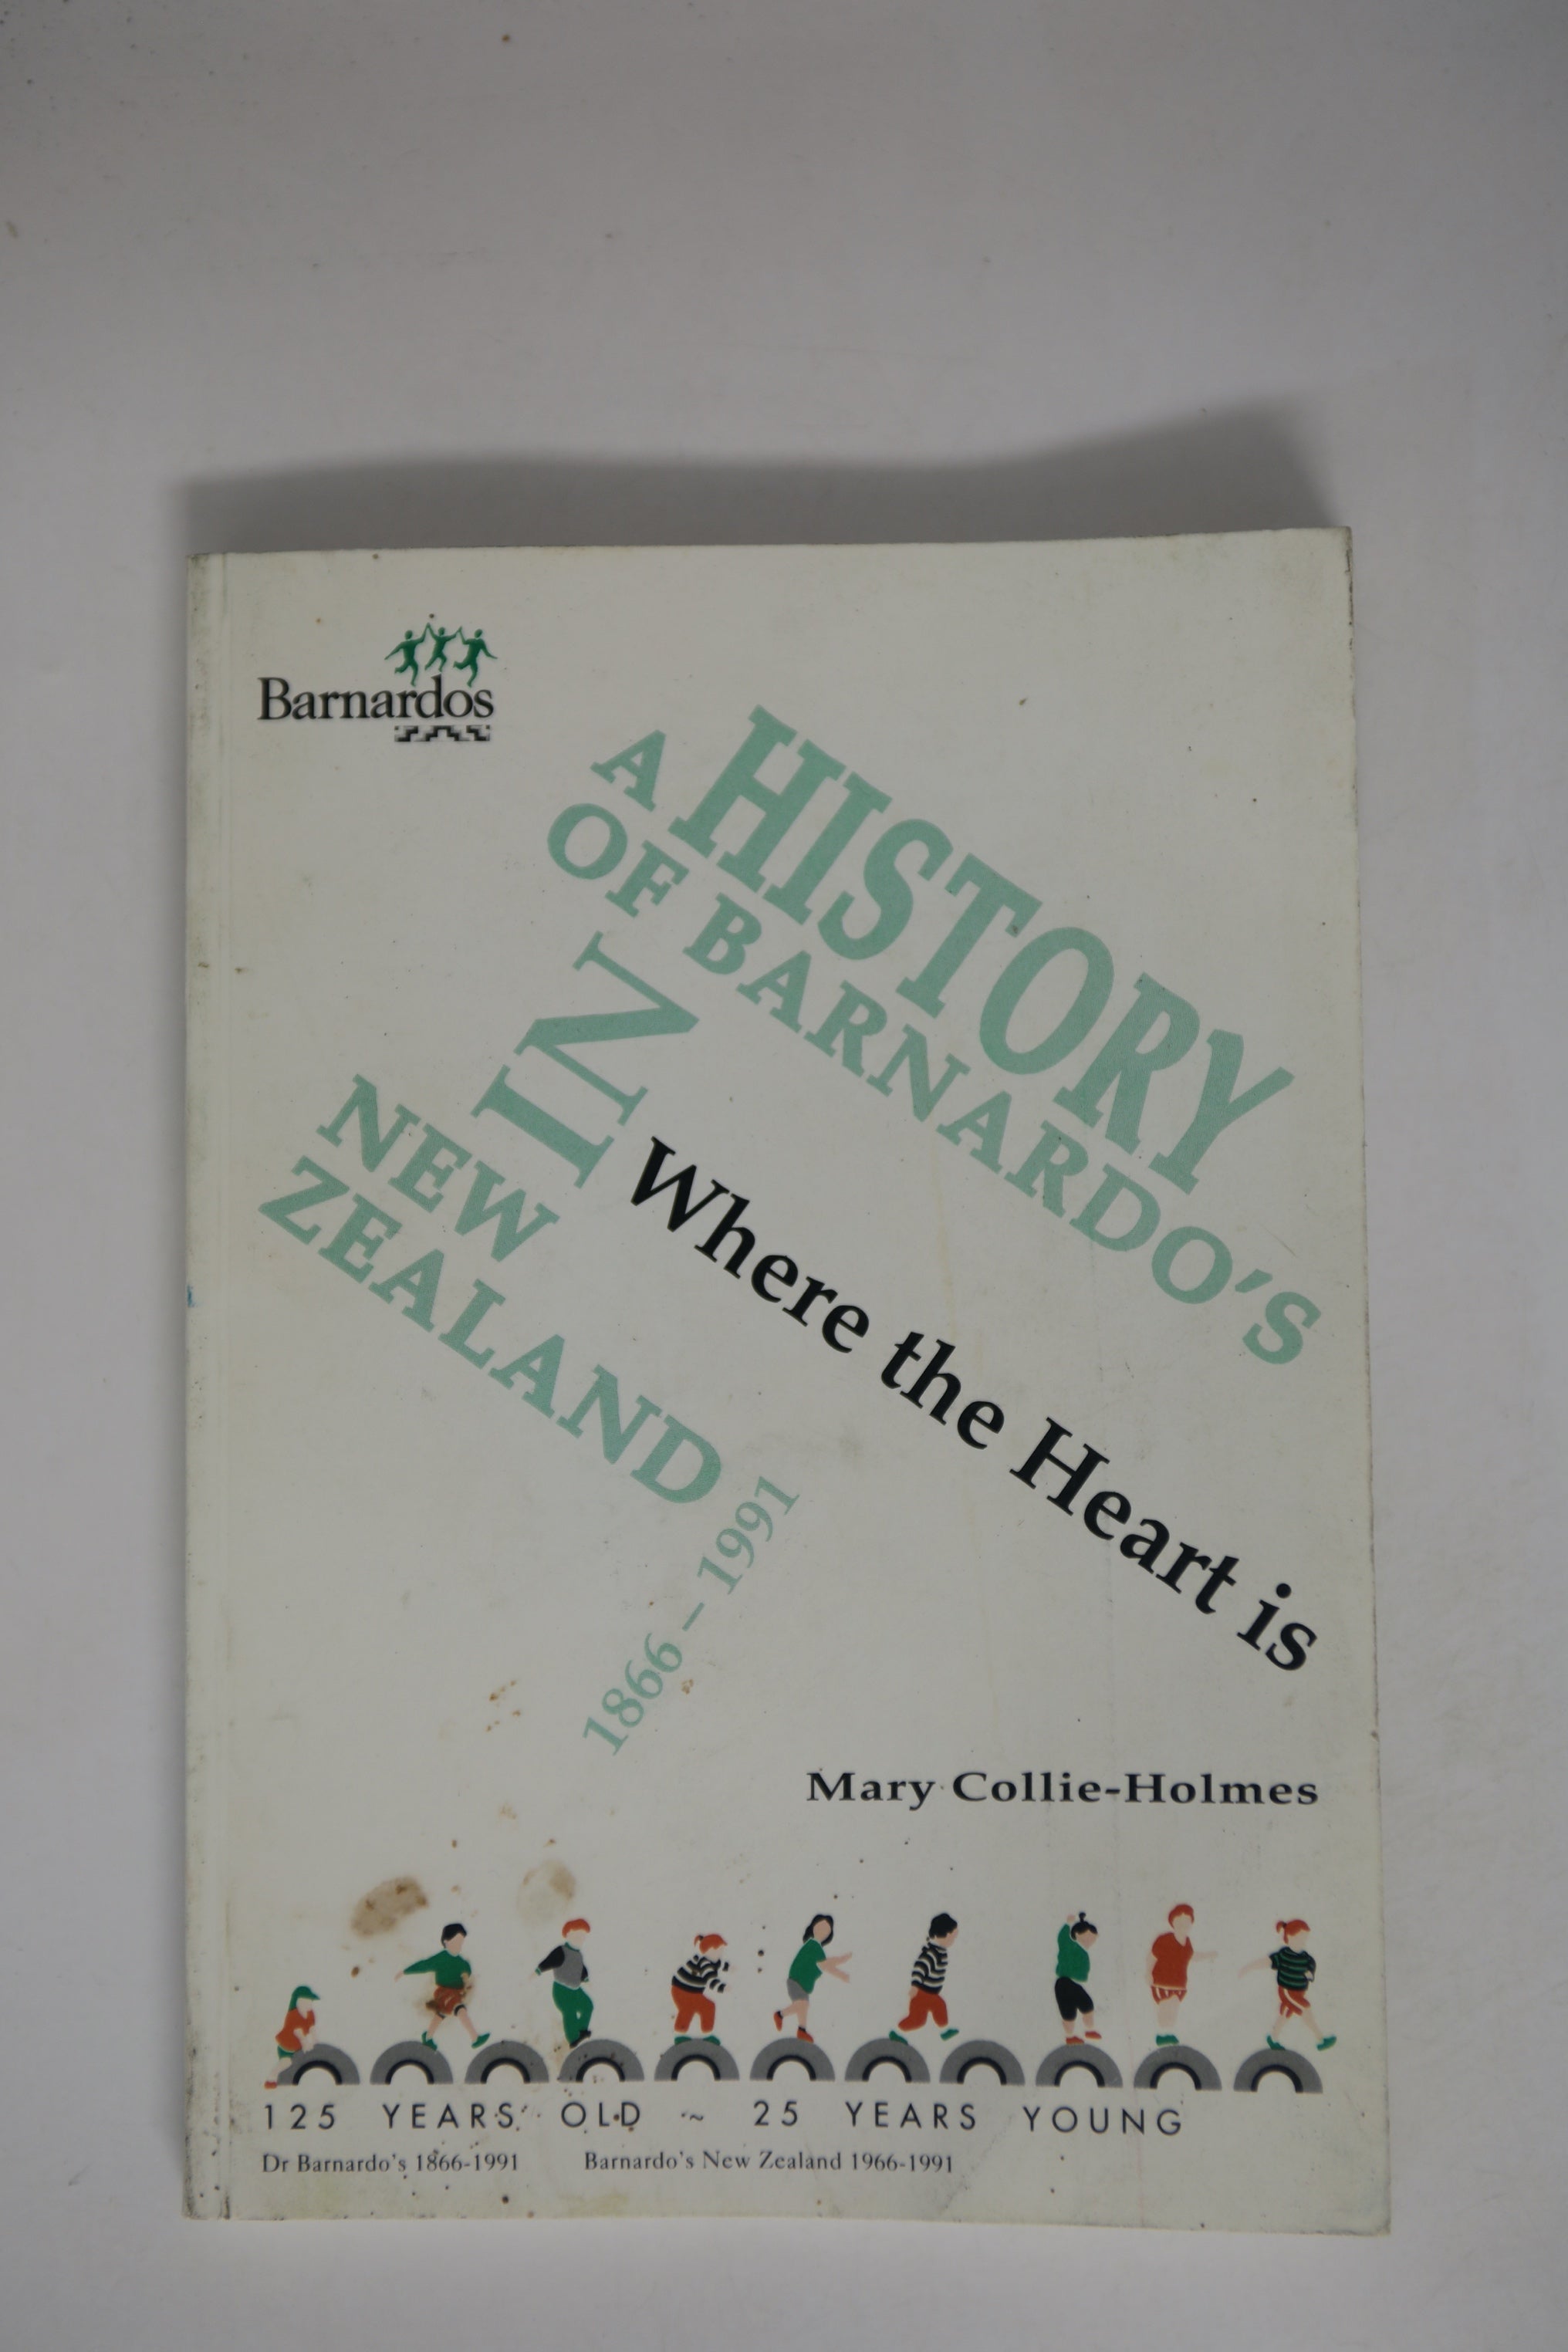 Barnardos
A HISTORY
OF BARNARDO'S
IN
NEW
ZEALAND
1866 – 1991
Where the Heart is
Mary Collie-Holmes
125 YEARS OLD ~ 25 YEARS YOUNG
Dr Barnardo's 1866-1991 Barnardo's New Zealand 1966-1991